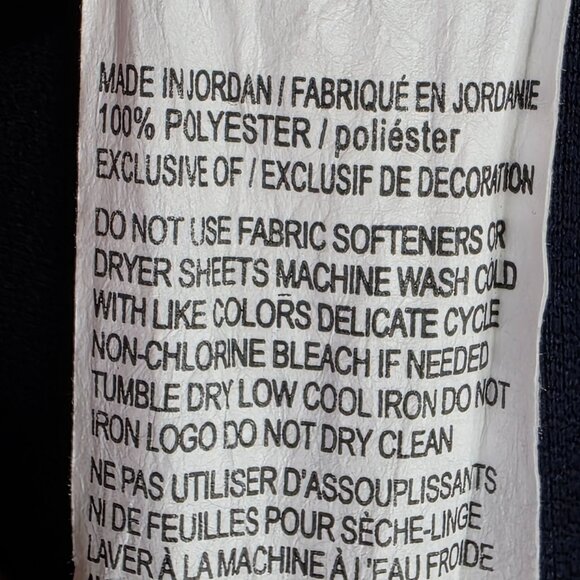 MADE IN JORDAN / FABRIQUÉ EN JORDANIE
100% POLYESTER / poliéster
EXCLUSIVE OF / EXCLUSIF DE DECORATION
DO NOT USE FABRIC SOFTENERS OR
DRYER SHEETS MACHINE WASH COLD
WITH LIKE COLORS DELICATE CYCLE
NON-CHLORINE BLEACH IF NEEDED
TUMBLE DRY LOW COOL IRON DO NOT
IRON LOGO DO NOT DRY CLEAN
NE PAS UTILISER D'ASSOUPLISSANTS
NI DE FEUILLES POUR SÈCHE-LINGE
LAVER À LA MACHINE À L'EAU FROIDE